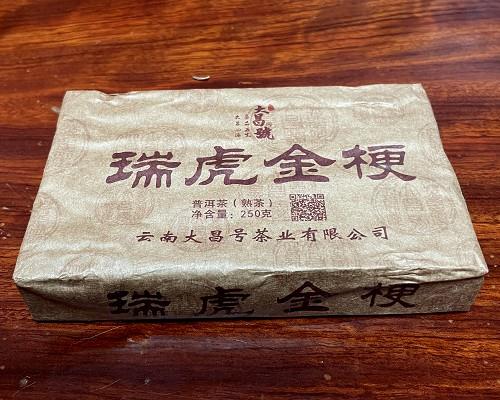 大昌號
瑞虎金梗
普洱茶（熟茶）
净含量：250克
云南大昌号茶业有限公司
瑞虎金梗